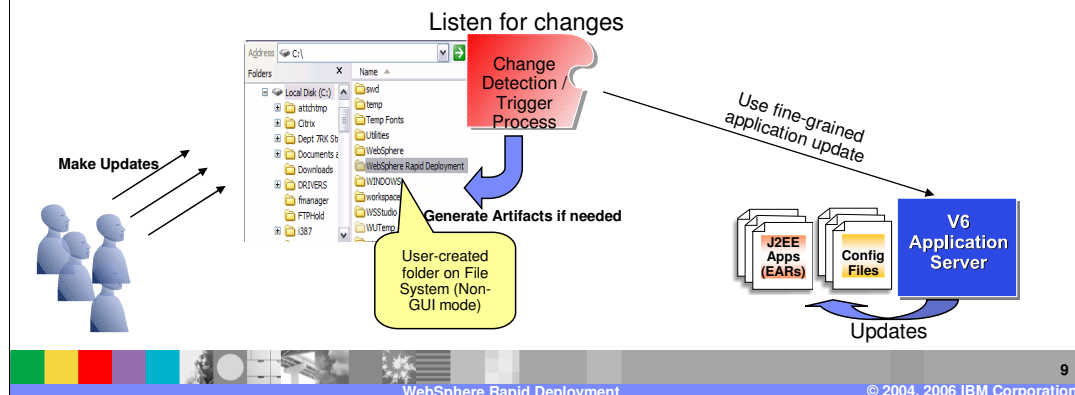 Listen for changes
Address C:\
Folders X Name
Local Disk (C:)
attchtmp
Citrix
Dept 7RK St
Documents a
Downloads
DRIVERS
fmanager
FTPHold
i387
swd
temp
Temp Fonts
Utilities
WebSphere
WebSphere Rapid Deployment
WINDOWS
workspace
WSStudio
WUTemp
Change
Detection /
Trigger
Process
Make Updates
Generate Artifacts if needed
User-created
folder on File
System (Non-
GUI mode)
Use fine-grained
application update
J2EE
Apps
(EARs)
Config
Files
V6
Application
Server
Updates
9
WebSphere Rapid Deployment
© 2004, 2006 IBM Corporation